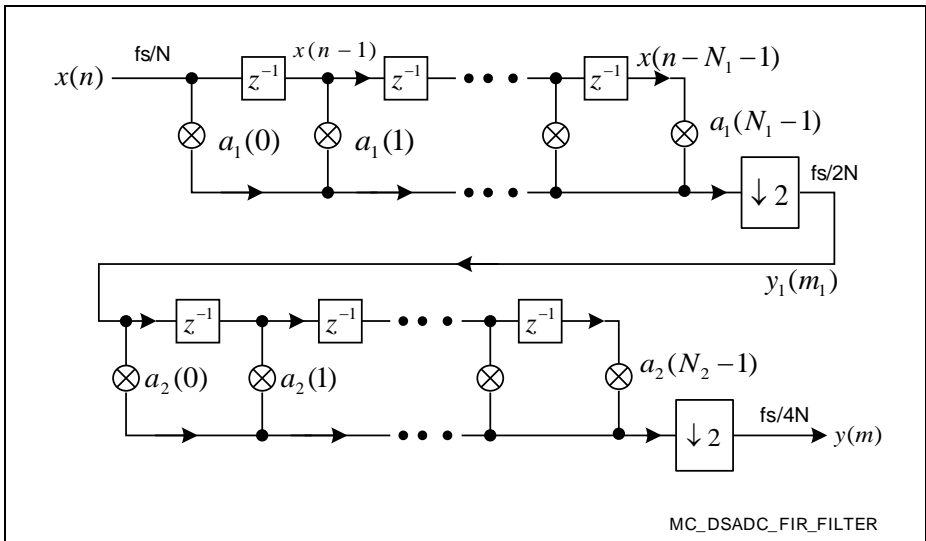 fs/N
x(n)
x(n − 1)
x(n − N₁ − 1)
z⁻¹
z⁻¹
z⁻¹
a₁(0)
a₁(1)
a₁(N₁ − 1)
↓ 2
fs/2N
y₁(m₁)
z⁻¹
z⁻¹
z⁻¹
a₂(0)
a₂(1)
a₂(N₂ − 1)
↓ 2
fs/4N
y(m)
MC_DSADC_FIR_FILTER